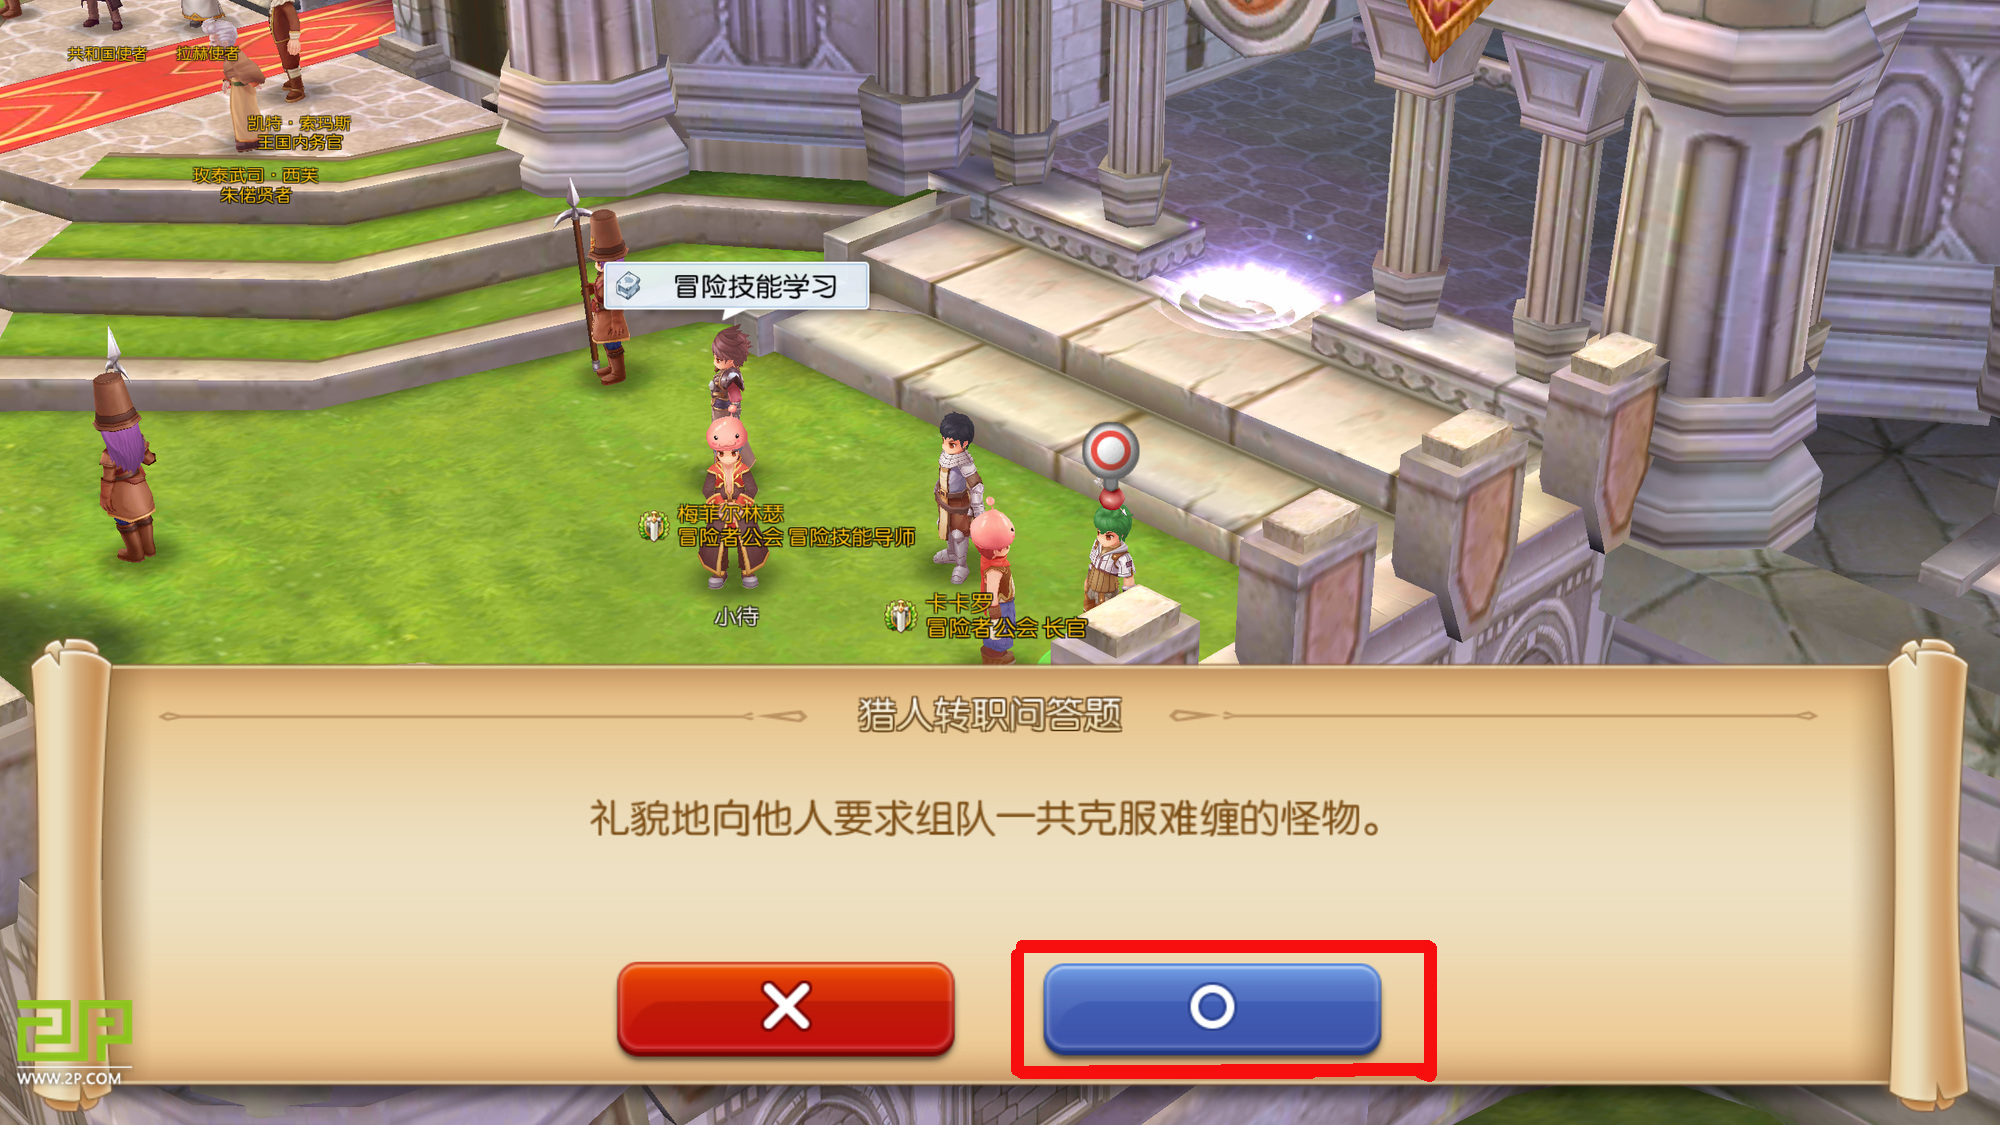 共和国使者 拉赫使者
凯特·索玛斯
王国内务官
玫泰武司·西芙
朱偌贤者
冒险技能学习
梅菲尔林瑟
冒险者公会 冒险技能导师
小侍
卡卡罗
冒险者公会 长官
猎人转职问答题
礼貌地向他人要求组队一共克服难缠的怪物。
2P
WWW.2P.COM